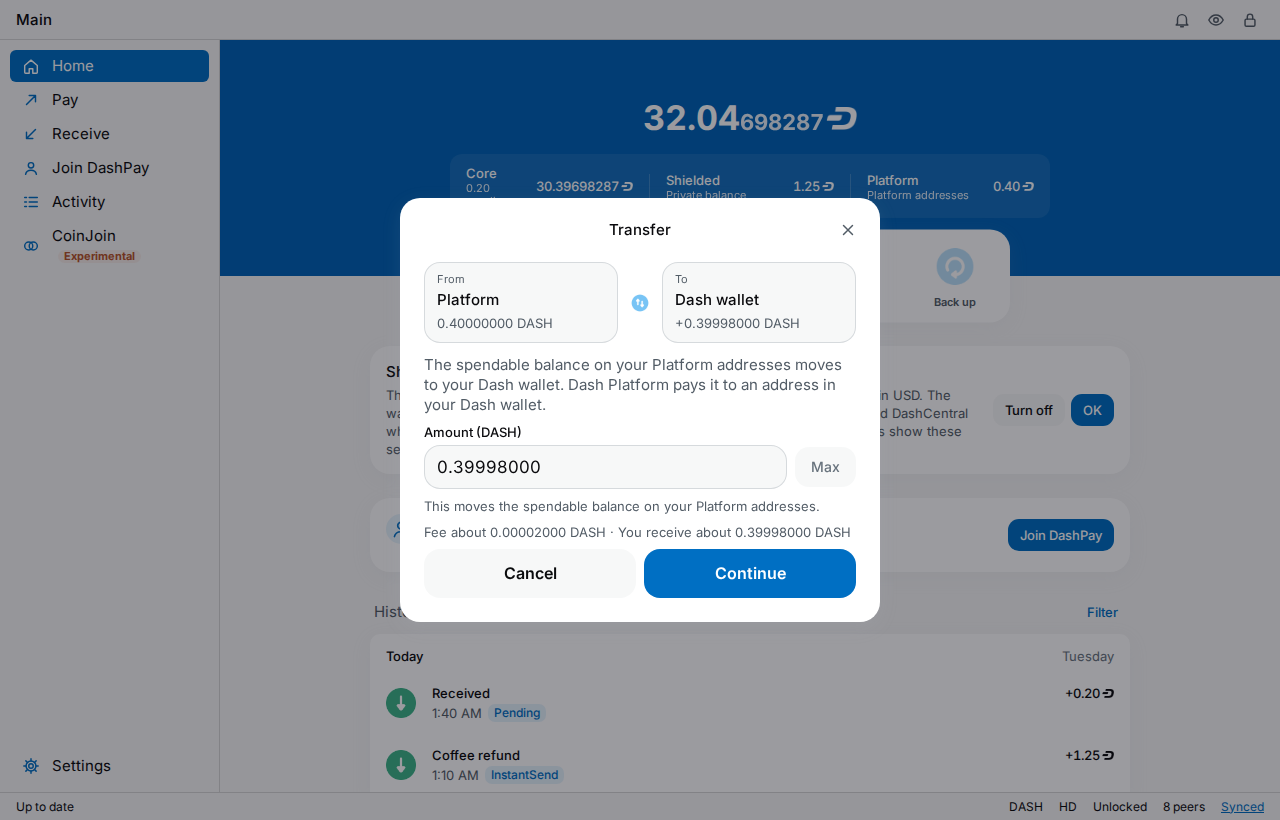 Main
Home
Pay
Receive
Join DashPay
Activity
CoinJoin
Experimental
Settings
32.04698287
Core
0.20
30.39698287
Shielded
Private balance
1.25
Platform
Platform addresses
0.40
Back up
Transfer
From
Platform
0.40000000 DASH
To
Dash wallet
+0.39998000 DASH
The spendable balance on your Platform addresses moves
to your Dash wallet. Dash Platform pays it to an address in
your Dash wallet.
Amount (DASH)
0.39998000
Max
This moves the spendable balance on your Platform addresses.
Fee about 0.00002000 DASH · You receive about 0.39998000 DASH
Cancel
Continue
in USD. The
DashCentral
show these
Turn off
OK
Join DashPay
Filter
Today
Tuesday
Received
+0.20
1:40 AM
Pending
Coffee refund
+1.25
1:10 AM
InstantSend
Up to date
DASH
HD
Unlocked
8 peers
Synced